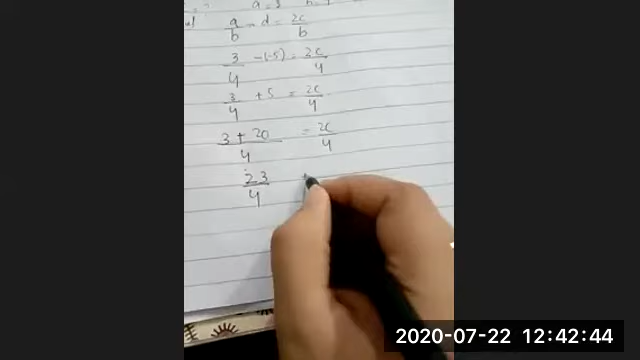 a/b - d = 2c/b
3/4 - (-5) = 2c/4
3/4 + 5 = 2c/4
3 + 20/4 = 2c/4
23/4
2020-07-22 12:42:44